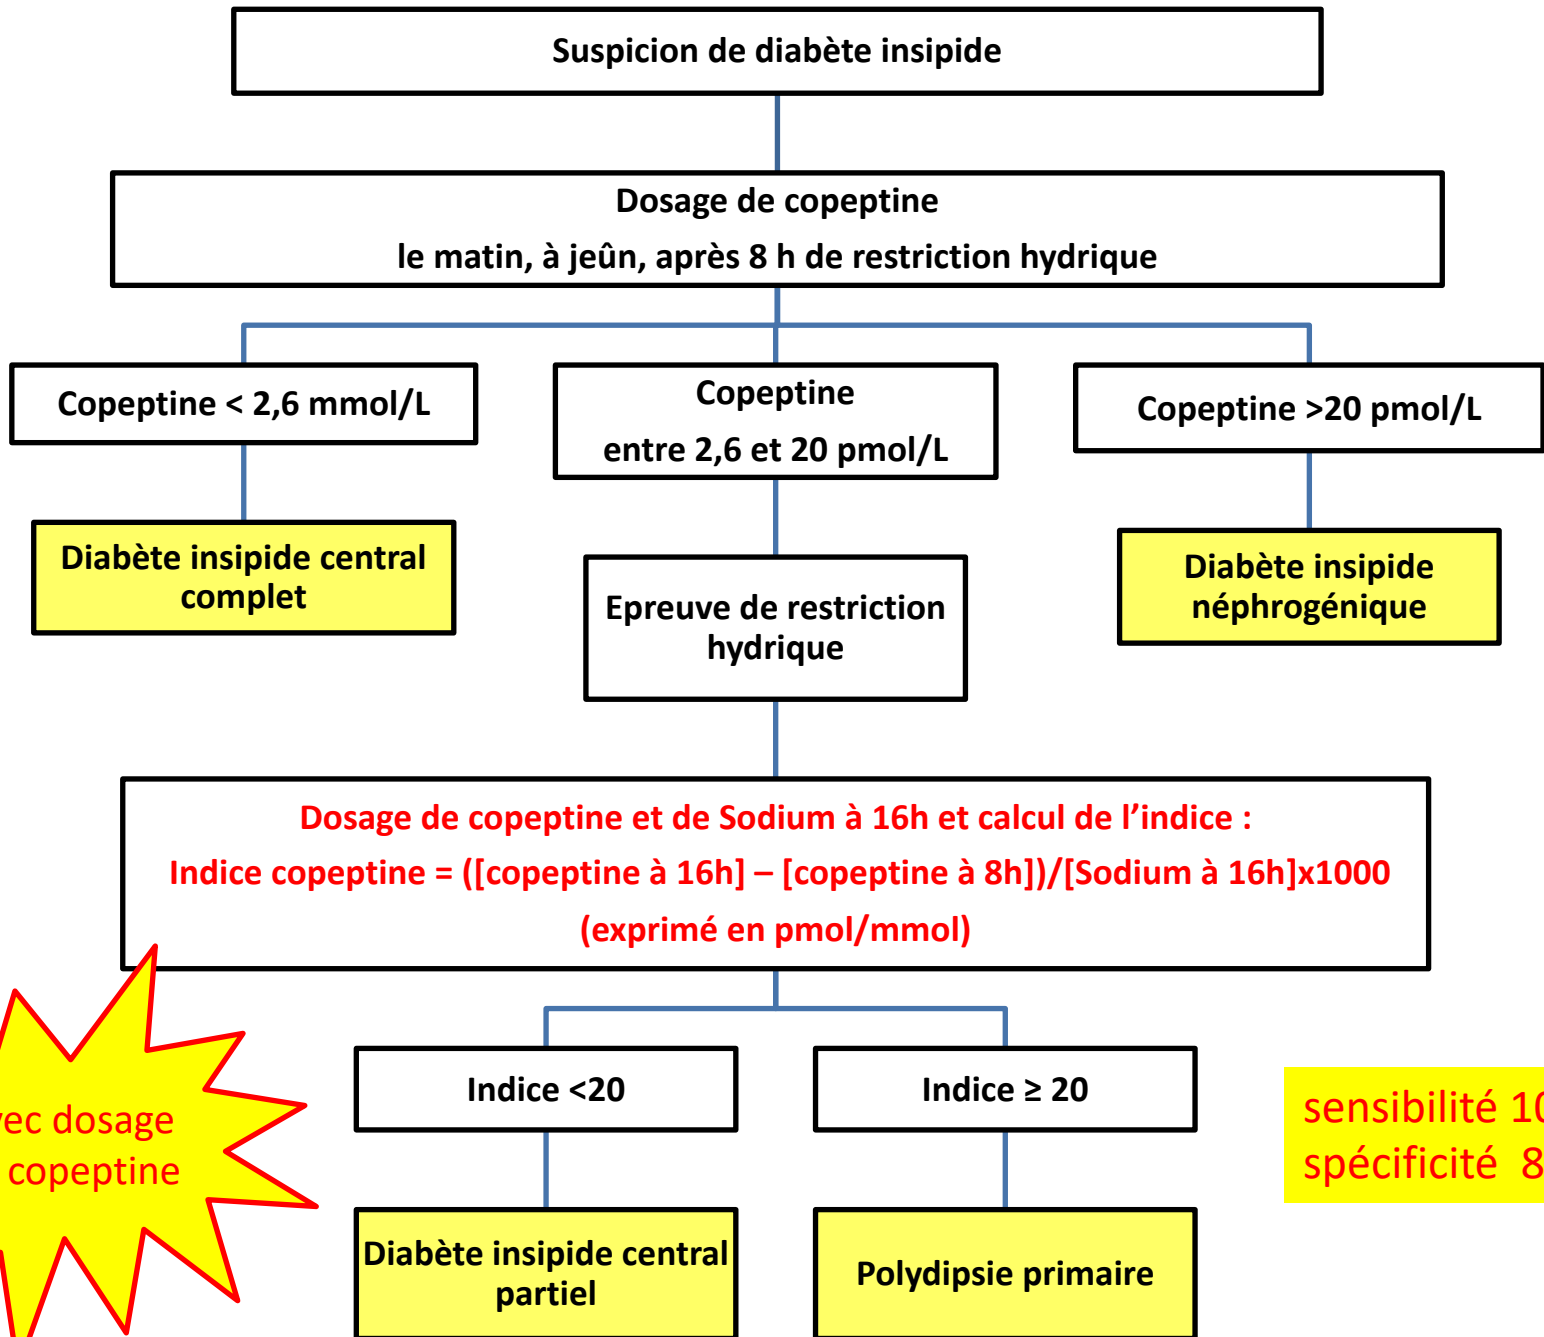 Suspicion de diabète insipide
Dosage de copeptine
le matin, à jeûn, après 8 h de restriction hydrique
Copeptine < 2,6 mmol/L
Copeptine
entre 2,6 et 20 pmol/L
Copeptine >20 pmol/L
Diabète insipide central
complet
Epreuve de restriction
hydrique
Diabète insipide
néphrogénique
Dosage de copeptine et de Sodium à 16h et calcul de l’indice :
Indice copeptine = ([copeptine à 16h] – [copeptine à 8h])/[Sodium à 16h]x1000
(exprimé en pmol/mmol)
dosage
copeptine
Indice <20
Indice ≥ 20
sensibilité
spécificité
Diabète insipide central
partiel
Polydipsie primaire